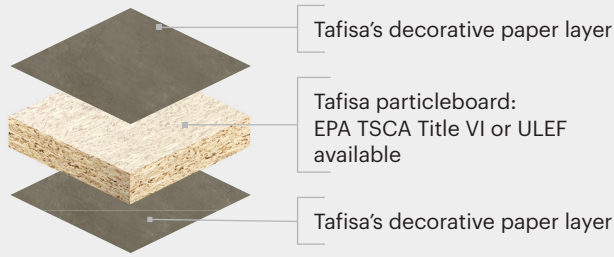 Tafisa’s decorative paper layer
Tafisa particleboard:
EPA TSCA Title VI or ULEF
available
Tafisa’s decorative paper layer